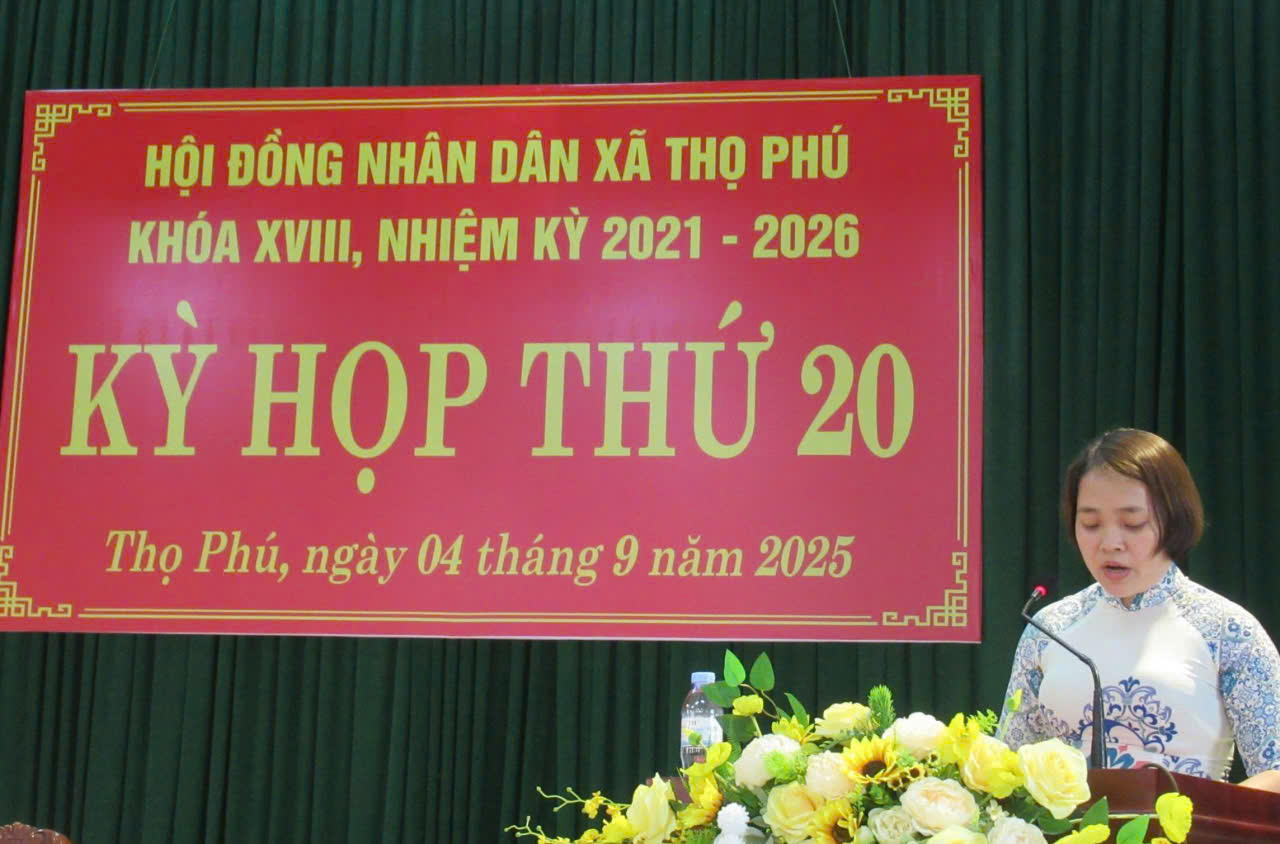 HỘI ĐỒNG NHÂN DÂN XÃ THỌ PHÚ
KHÓA XVIII, NHIỆM KỲ 2021 - 2026
KỲ HỌP THỨ 20
Thọ Phú, ngày 04 tháng 9 năm 2025